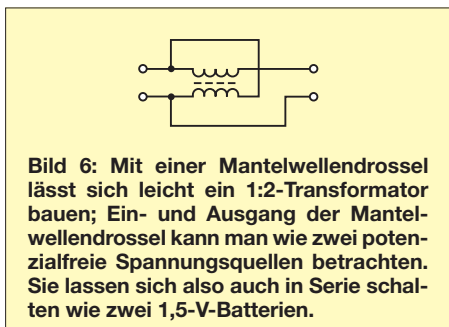 Bild 6: Mit einer Mantelwellendrossel
lässt sich leicht ein 1:2-Transformator
bauen; Ein- und Ausgang der Mantel-
wellendrossel kann man wie zwei poten-
zialfreie Spannungsquellen betrachten.
Sie lassen sich also auch in Serie schal-
ten wie zwei 1,5-V-Batterien.